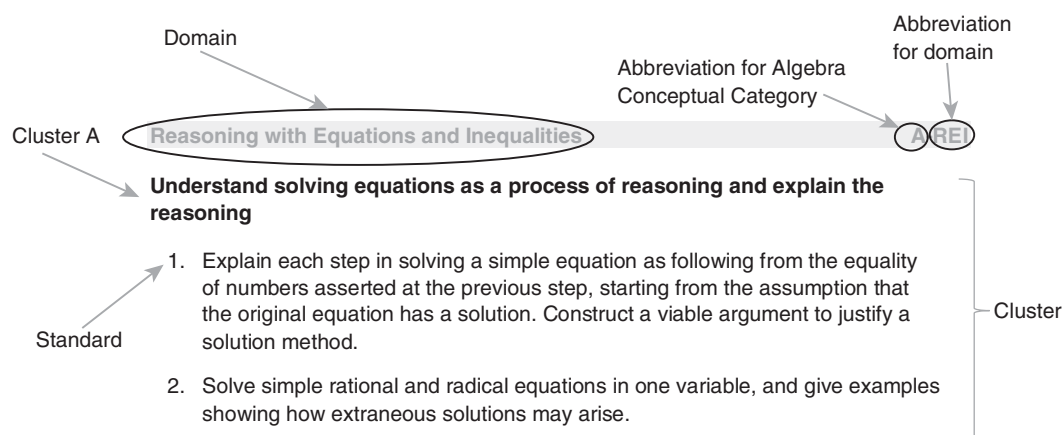 Domain
Abbreviation
for domain
Abbreviation for Algebra
Conceptual Category
Cluster A
Reasoning with Equations and Inequalities
A REI
Understand solving equations as a process of reasoning and explain the
reasoning
1. Explain each step in solving a simple equation as following from the equality
of numbers asserted at the previous step, starting from the assumption that
the original equation has a solution. Construct a viable argument to justify a
solution method.
Cluster
Standard
2. Solve simple rational and radical equations in one variable, and give examples
showing how extraneous solutions may arise.